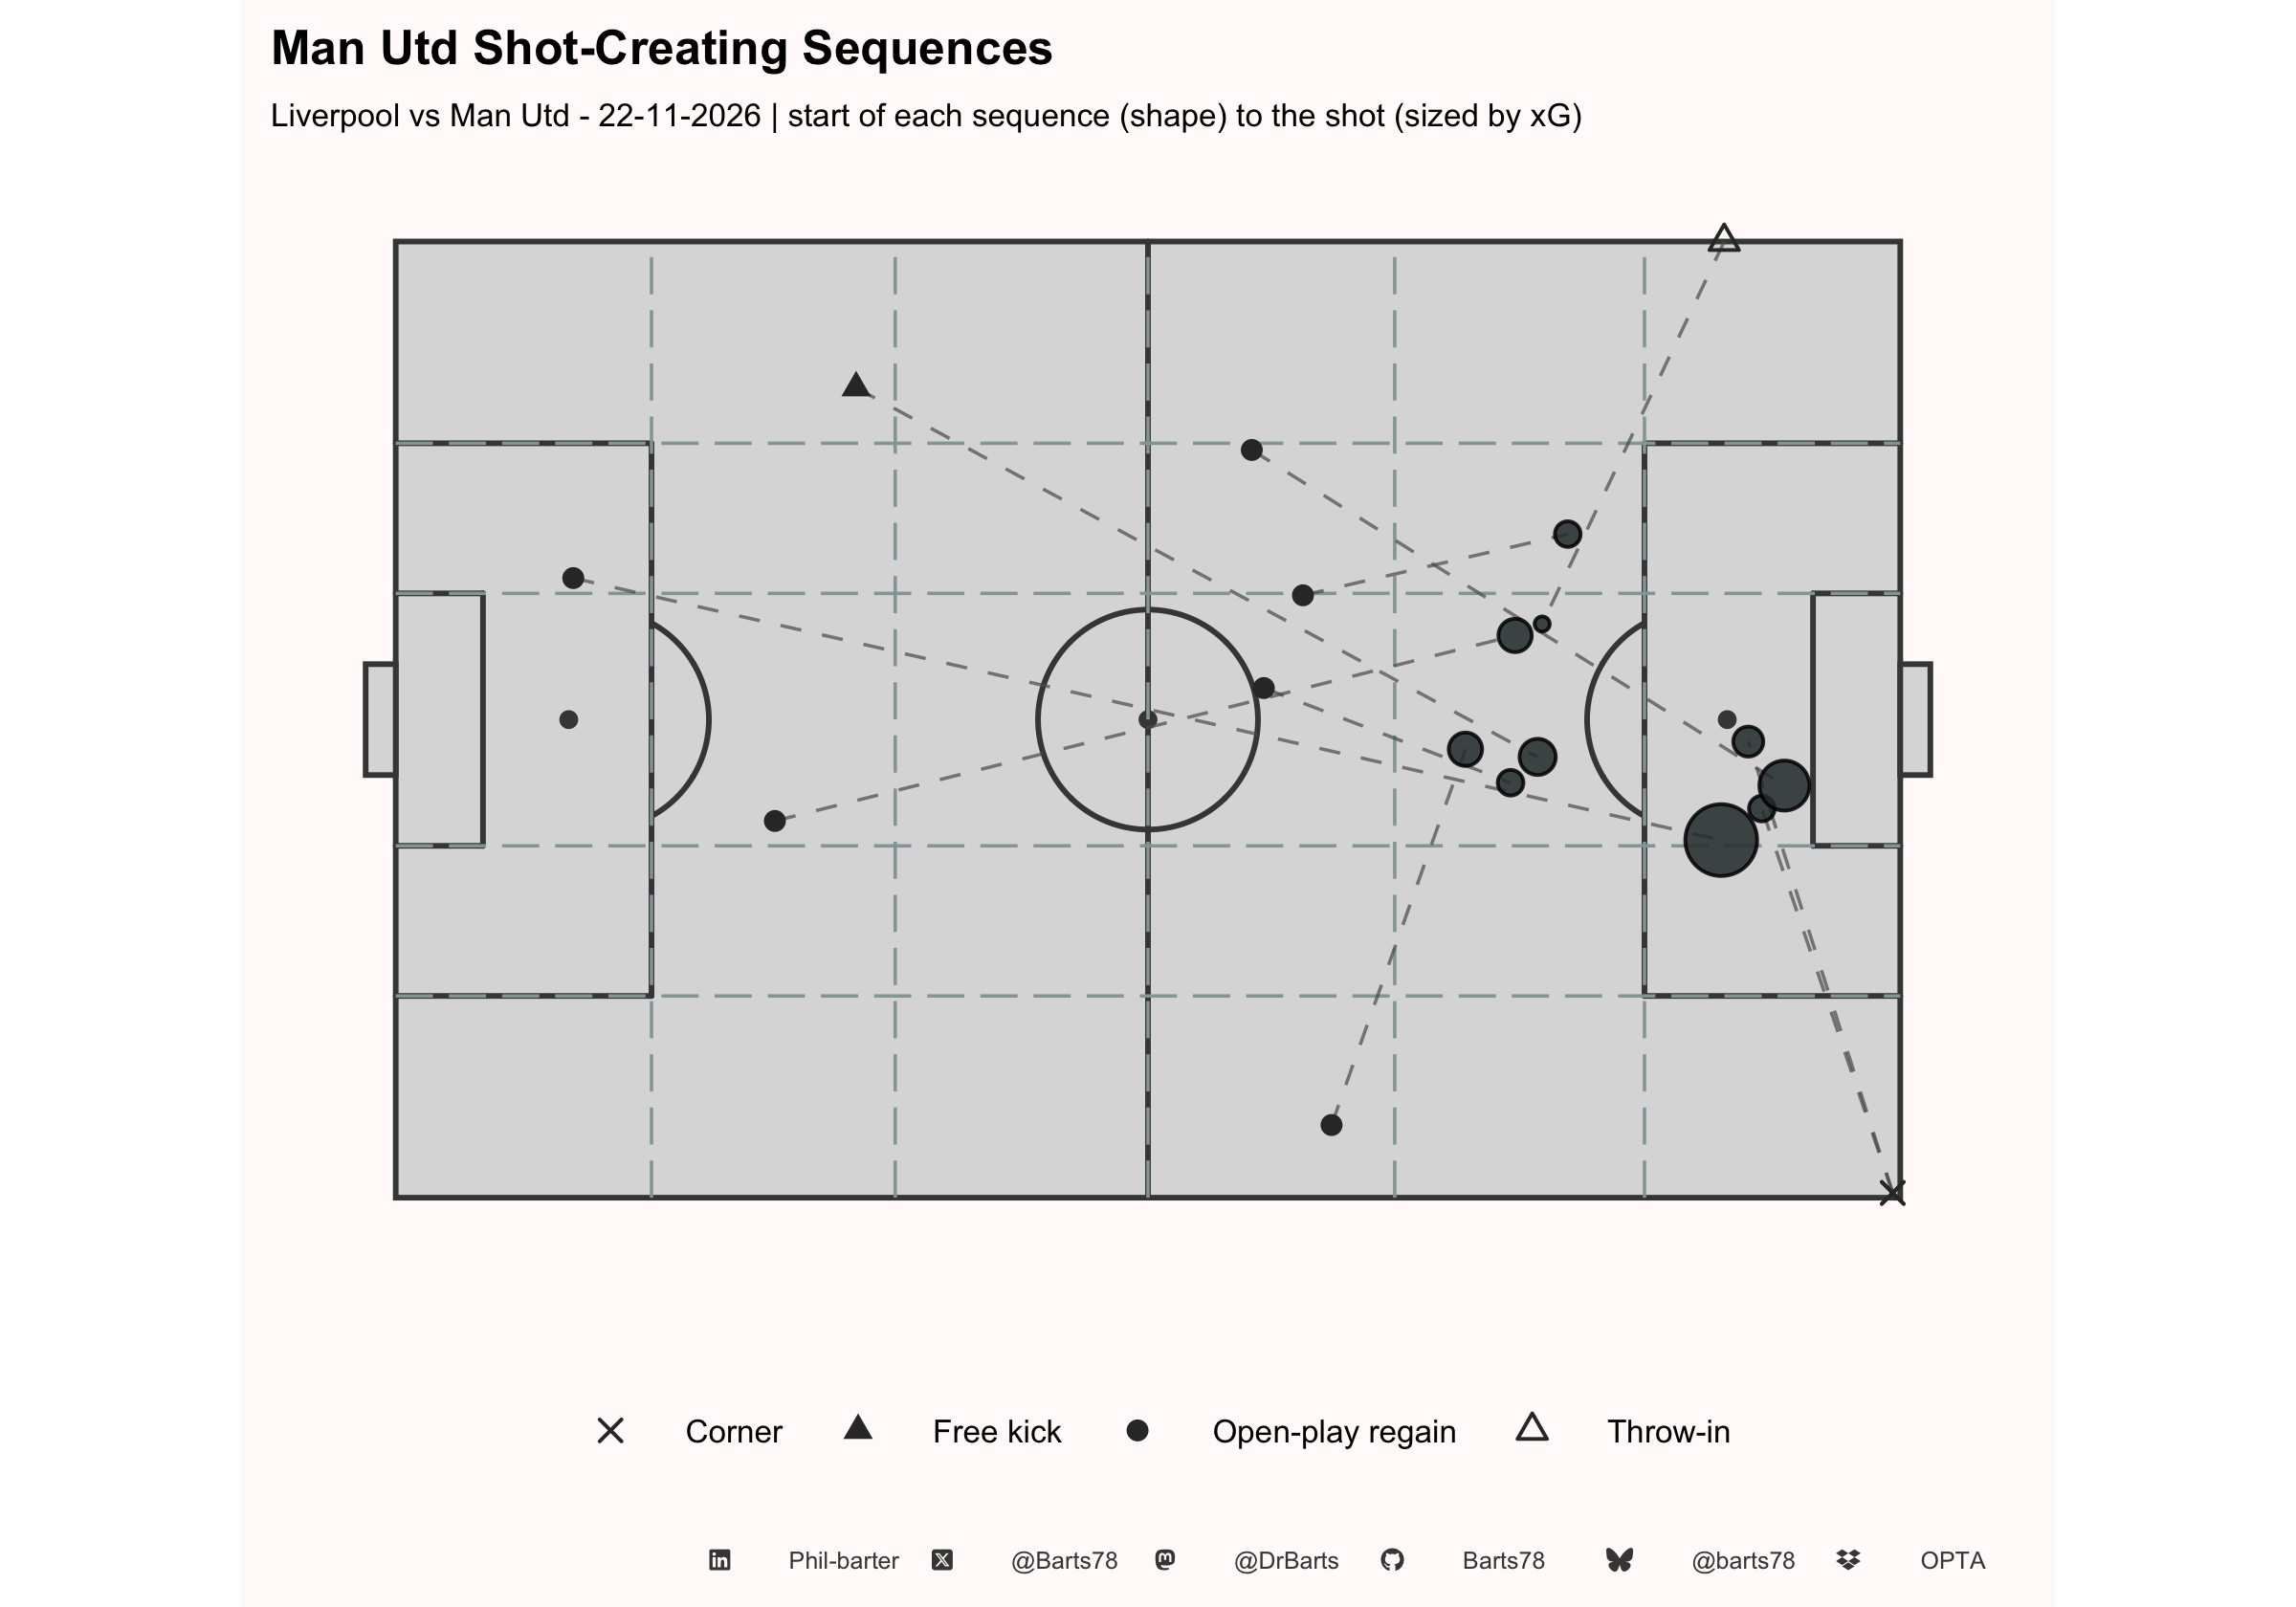 Man Utd Shot-Creating Sequences
Liverpool vs Man Utd - 22-11-2026 | start of each sequence (shape) to the shot (sized by xG)
Corner Free kick Open-play regain Throw-in
Phil-barter @Barts78 @DrBarts Barts78 @barts78 OPTA